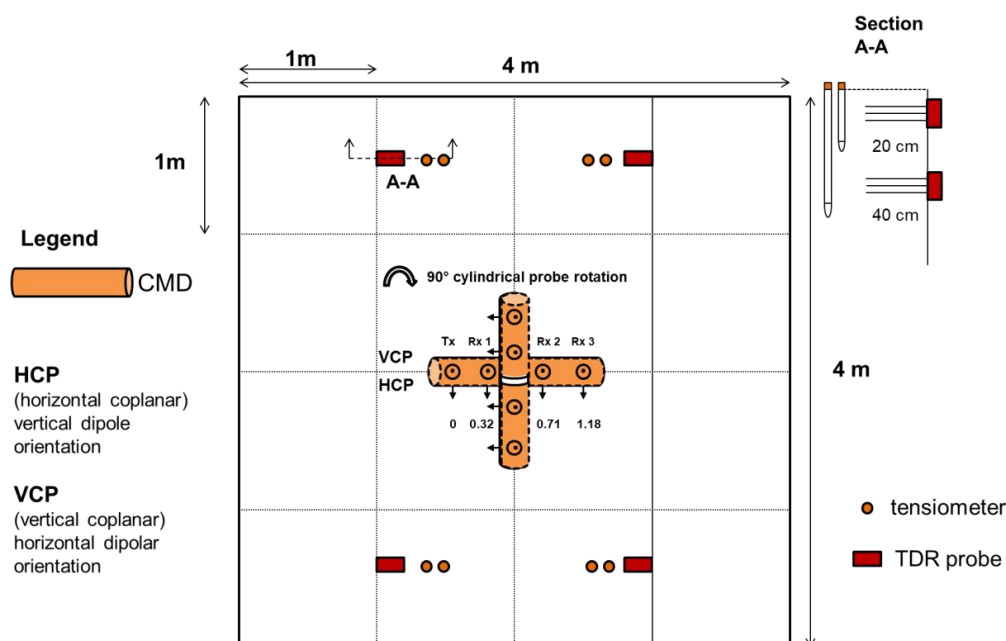 Section
A-A
1m
4 m
1m
A-A
20 cm
40 cm
Legend
CMD
90° cylindrical probe rotation
Tx
Rx 1
Rx 2
Rx 3
VCP
HCP
0
0.32
0.71
1.18
4 m
HCP
(horizontal coplanar)
vertical dipole
orientation
VCP
(vertical coplanar)
horizontal dipolar
orientation
tensiometer
TDR probe